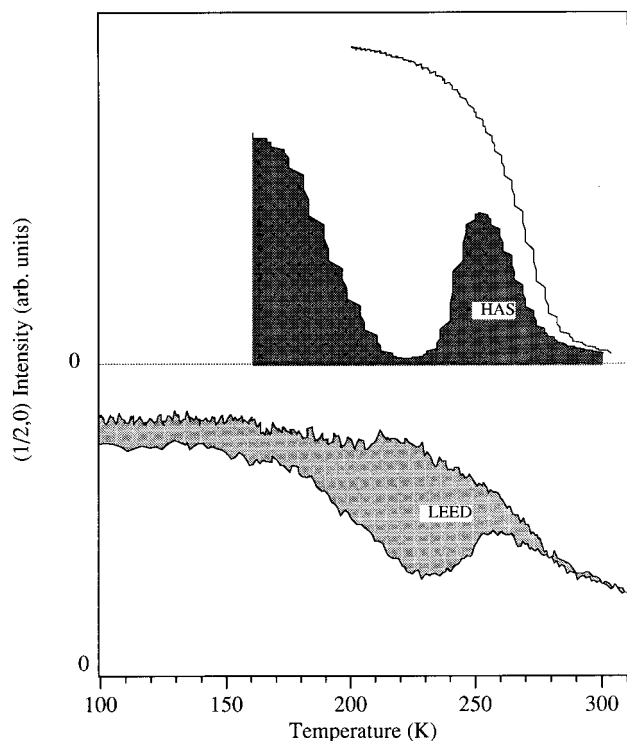 (1/2,0) Intensity (arb. units)
HAS
0
LEED
0
100 150 200 250 300
Temperature (K)